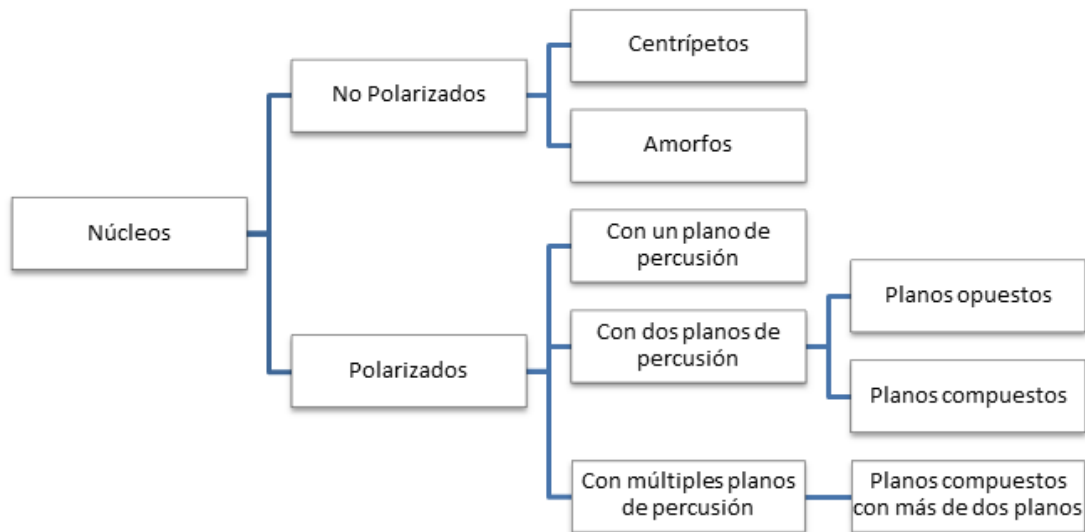 Núcleos
No Polarizados
Centrípetos
Amorfos
Polarizados
Con un plano de
percusión
Con dos planos de
percusión
Planos opuestos
Planos compuestos
Con múltiples planos
de percusión
Planos compuestos
con más de dos planos